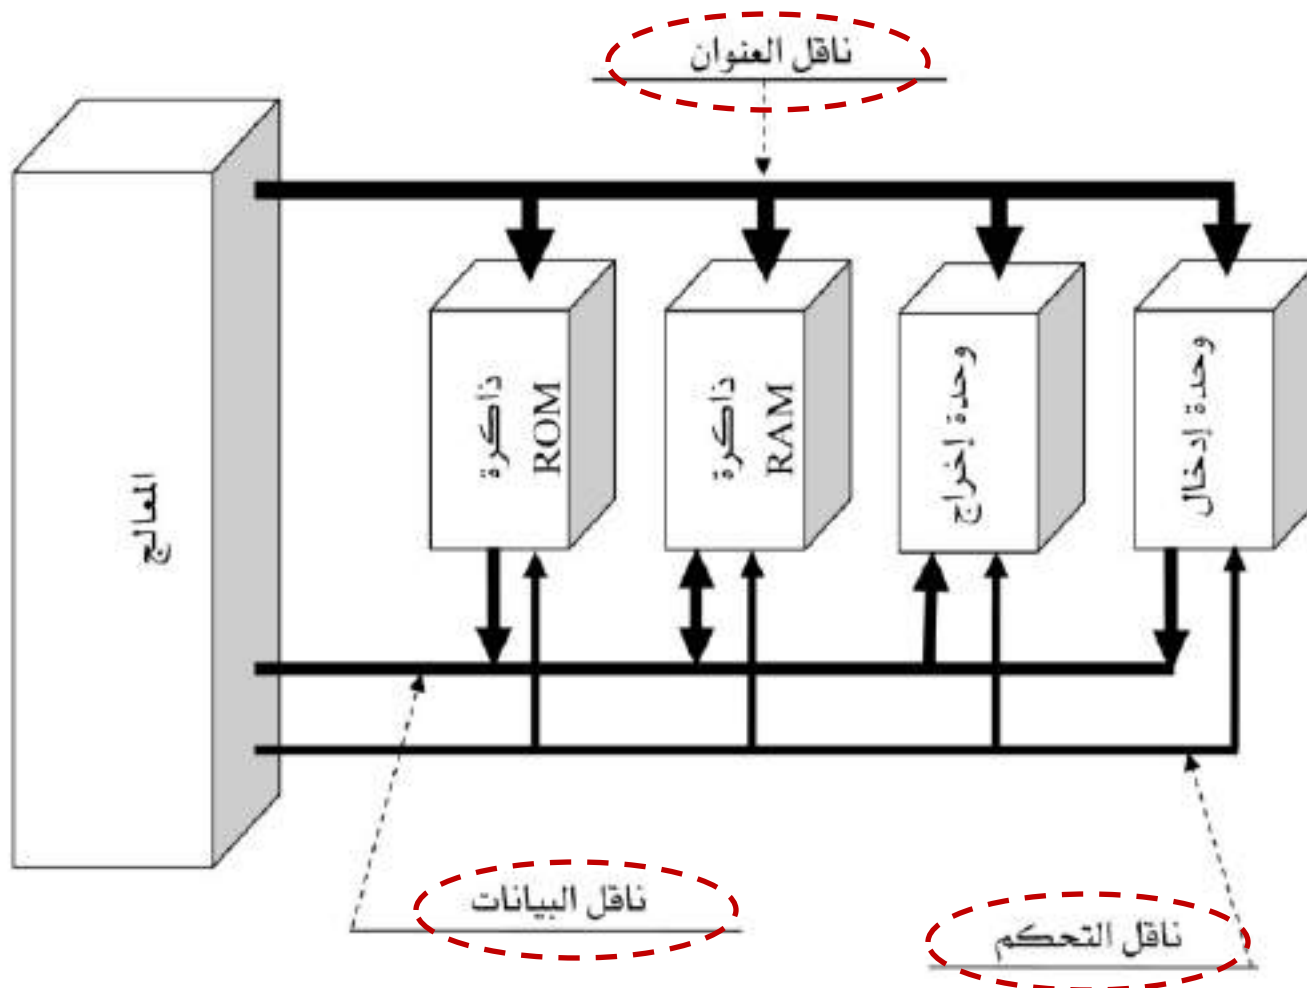 ناقل العنوان
المعالج
ذاكرة
ROM
ذاكرة
RAM
وحدة إخراج
وحدة إدخال
ناقل البيانات
ناقل التحكم